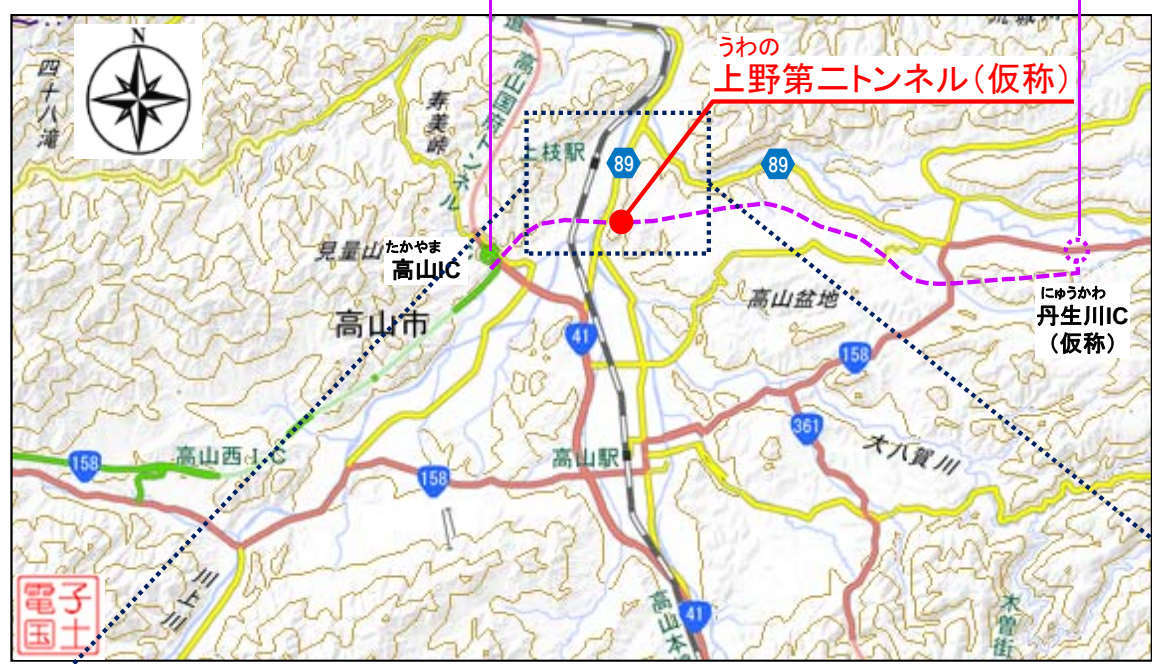 N
四十八滝
寿美峠
高山国府トンネル
うわの
上野第二トンネル(仮称)
上枝駅
89
89
見量山
たかやま
高山IC
高山市
高山盆地
にゅうかわ
丹生川IC
(仮称)
41
158
361
大八賀川
高山西IC
158
158
高山駅
川上川
41
高山本
木曽街
電子
国土